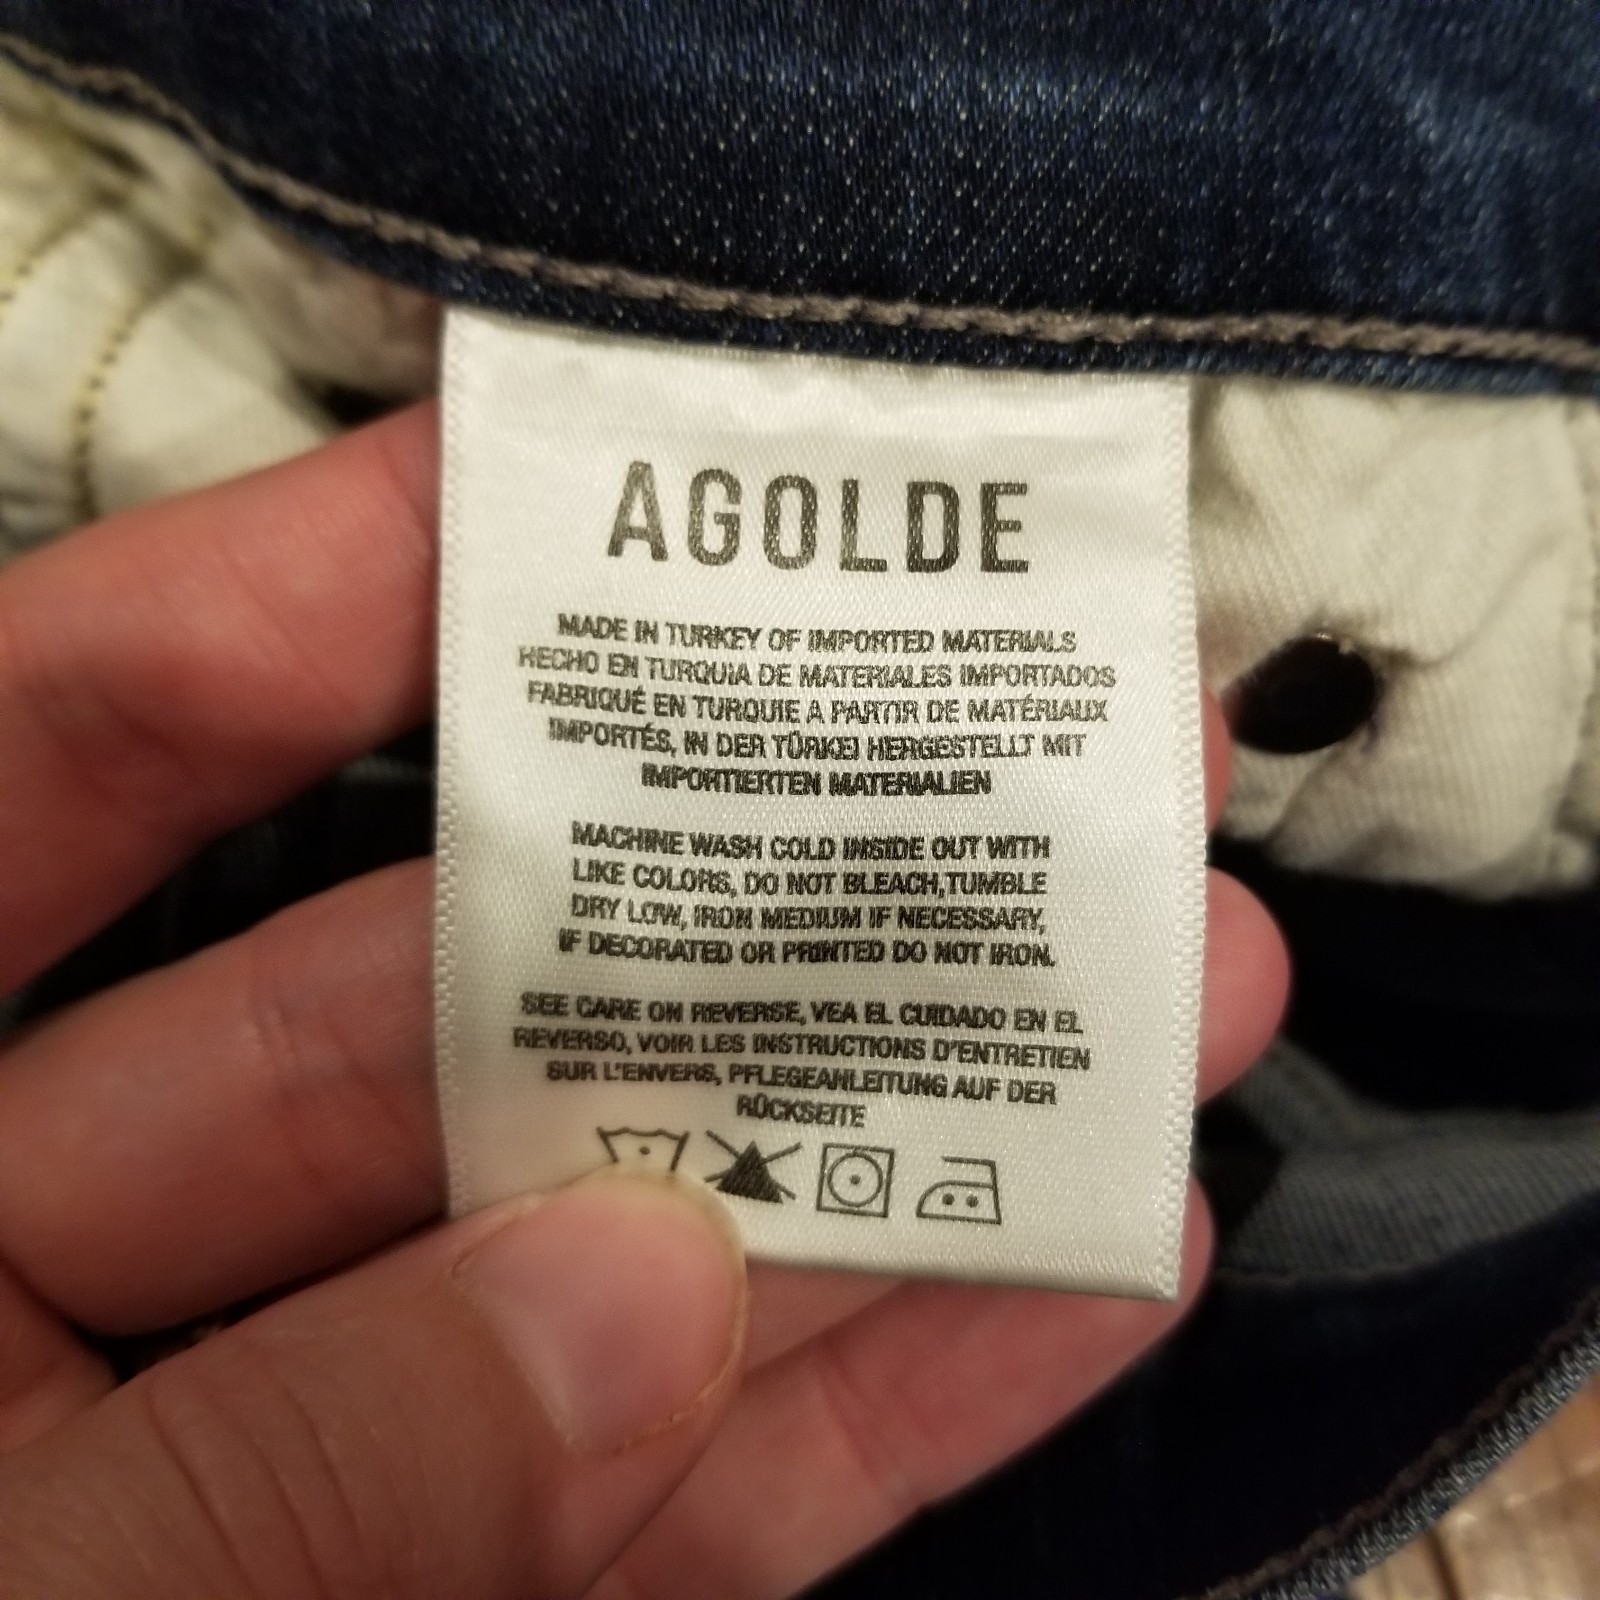 AGOLDE
MADE IN TURKEY OF IMPORTED MATERIALS
HECHO EN TURQUIA DE MATERIALES IMPORTADOS
FABRIQUÉ EN TURQUIE A PARTIR DE MATÉRIAUX
IMPORTÉS, IN DER TÜRKEI HERGESTELLT MIT
IMPORTIERTEN MATERIALIEN
MACHINE WASH COLD INSIDE OUT WITH
LIKE COLORS, DO NOT BLEACH,TUMBLE
DRY LOW, IRON MEDIUM IF NECESSARY,
IF DECORATED OR PRINTED DO NOT IRON.
SEE CARE ON REVERSE, VEA EL CUIDADO EN EL
REVERSO, VOIR LES INSTRUCTIONS D'ENTRETIEN
SUR L'ENVERS, PFLEGEANLEITUNG AUF DER
RÜCKSEITE